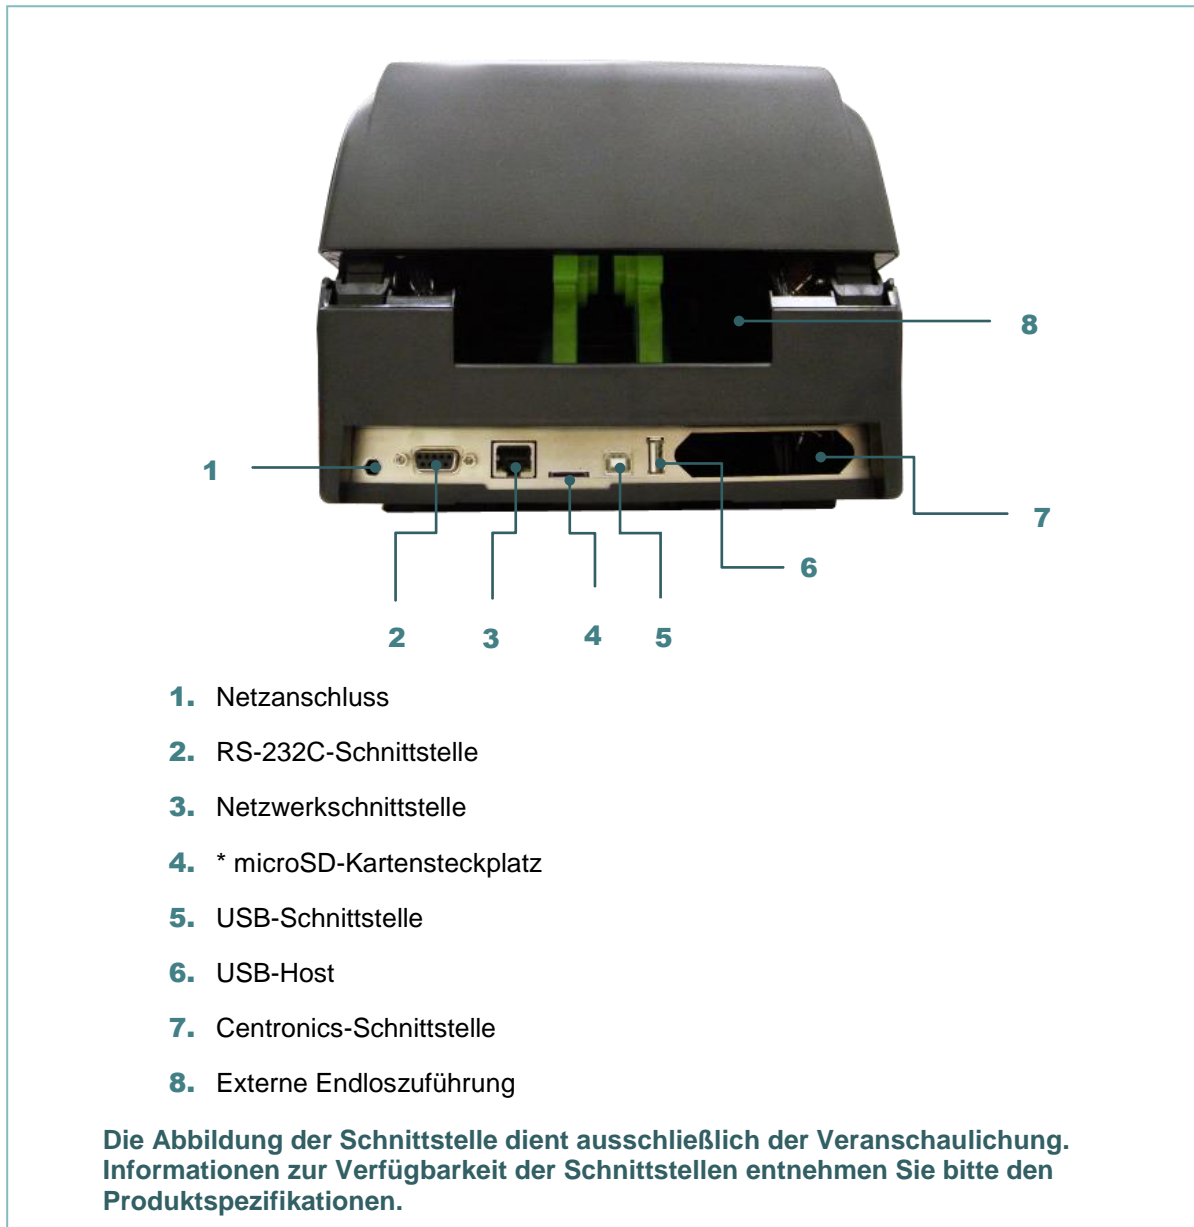 8
1
7
6
2 3 4 5
1. Netzanschluss
2. RS-232C-Schnittstelle
3. Netzwerkschnittstelle
4. * microSD-Kartensteckplatz
5. USB-Schnittstelle
6. USB-Host
7. Centronics-Schnittstelle
8. Externe Endloszuführung
Die Abbildung der Schnittstelle dient ausschließlich der Veranschaulichung.
Informationen zur Verfügbarkeit der Schnittstellen entnehmen Sie bitte den
Produktspezifikationen.